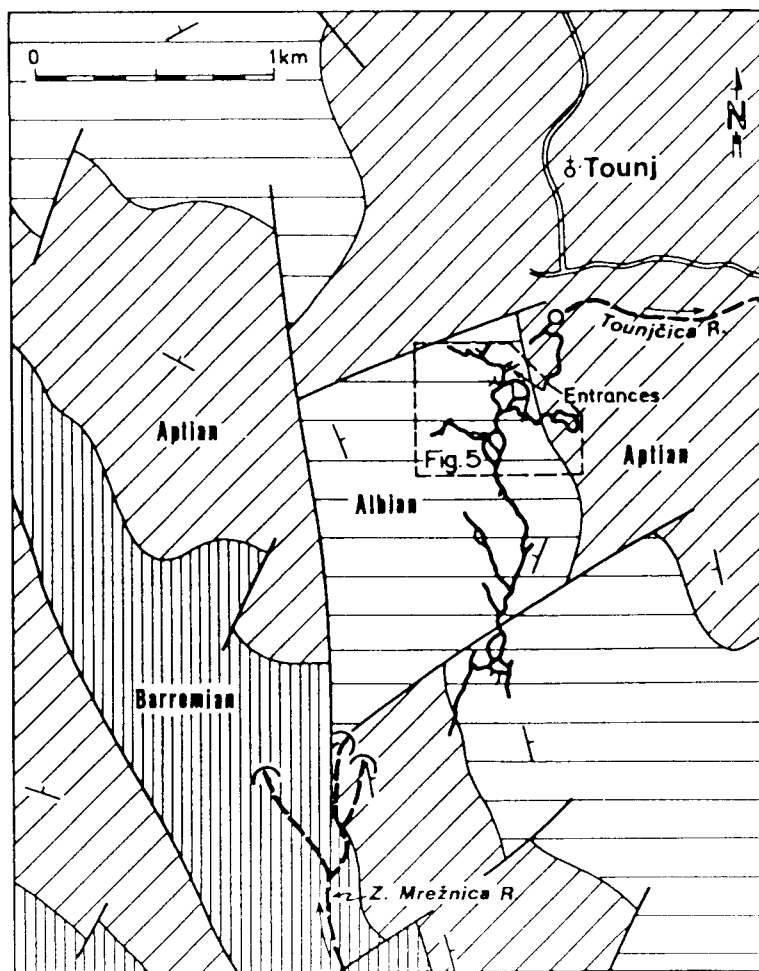 0 1km
N
Tounj
Tounjčica R.
Entrances
Aptian
Fig. 5
Aptian
Albian
Barremian
Z. Mrežnica R.